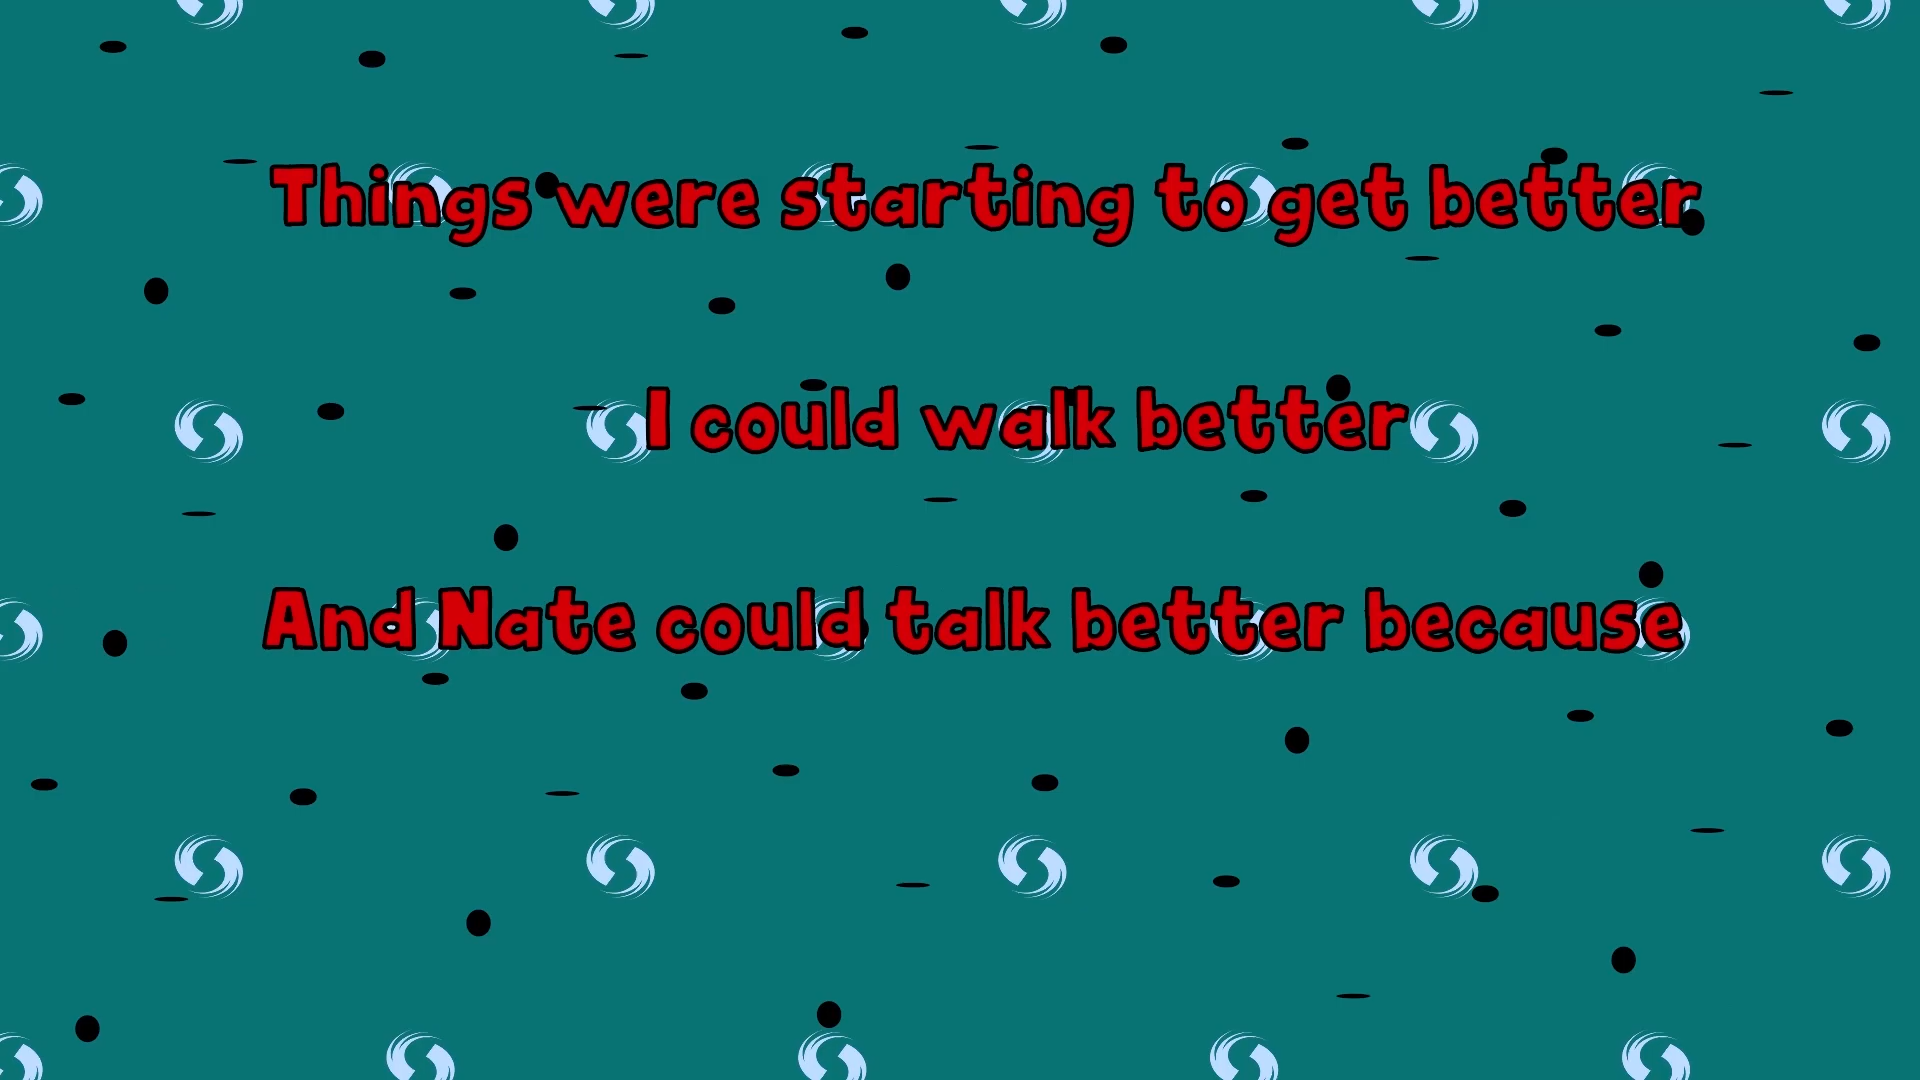 Things were starting to get better
I could walk better
And Nate could talk better because